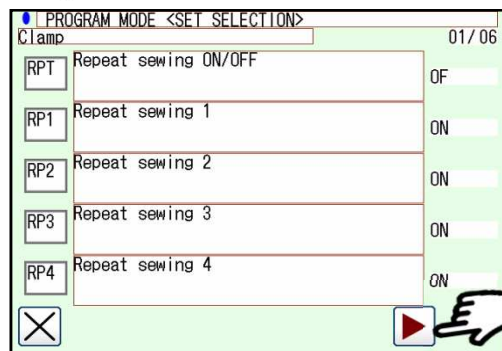 PROGRAM MODE <SET SELECTION>
Clamp 01/06
RPT Repeat sewing ON/OFF OF
RP1 Repeat sewing 1 ON
RP2 Repeat sewing 2 ON
RP3 Repeat sewing 3 ON
RP4 Repeat sewing 4 ON